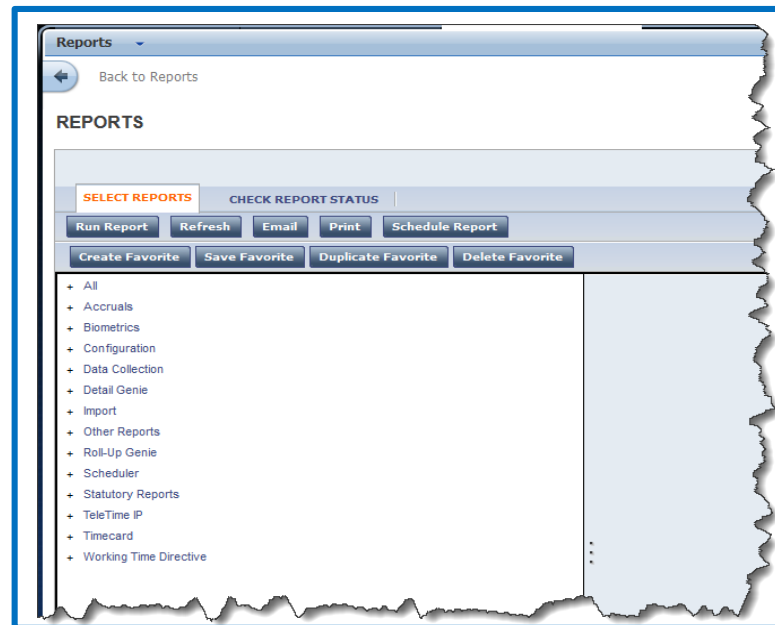 Reports
Back to Reports
REPORTS
SELECT REPORTS CHECK REPORT STATUS
Run Report Refresh Email Print Schedule Report
Create Favorite Save Favorite Duplicate Favorite Delete Favorite
+ All
+ Accruals
+ Biometrics
+ Configuration
+ Data Collection
+ Detail Genie
+ Import
+ Other Reports
+ Roll-Up Genie
+ Scheduler
+ Statutory Reports
+ TeleTime IP
+ Timecard
+ Working Time Directive